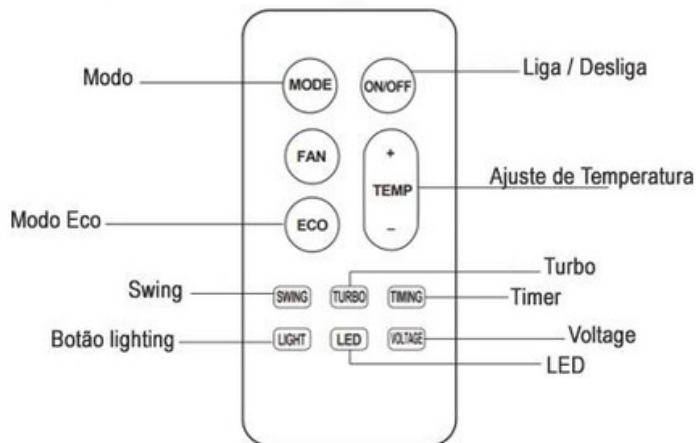 Modo
MODE
ON/OFF
Liga / Desliga
FAN
+
TEMP
−
Ajuste de Temperatura
Modo Eco
ECO
Turbo
Swing
SWING
TURBO
TIMING
Timer
Botão lighting
LIGHT
LED
VOLTAGE
Voltage
LED